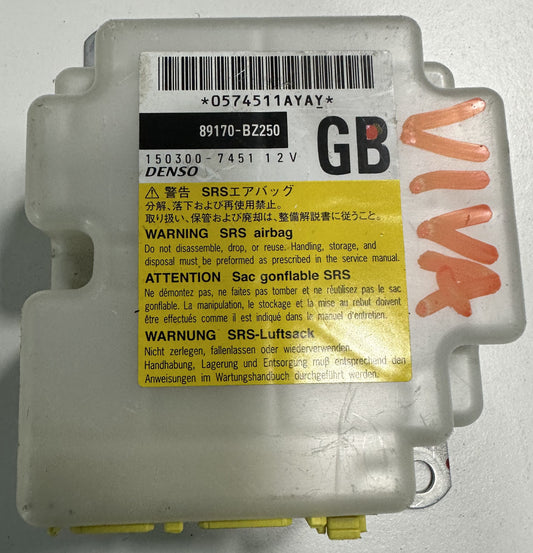 *0574511AYAY*
89170-BZ250
150300-7451 12V
DENSO
GB
⚠ 警告 SRSエアバッグ
分解、落下および再使用禁止。
取り扱い、保管および廃却は、整備解説書に従うこと。
WARNING SRS airbag
Do not disassemble, drop, or reuse. Handling, storage, and
disposal must be preformed as prescribed in the service manual.
ATTENTION Sac gonflable SRS
Ne démontez pas, ne faites pas tomber et ne réutilisez pas le sac
gonflable. La manipulation, le stockage et la mise au rebut doivent
être effectués comme il est indiqué dans le manuel d'entretien.
WARNUNG SRS-Luftsack
Nicht zerlegen, fallenlassen oder wiederverwenden.
Handhabung, Lagerung und Entsorgung muß entsprechend den
Anweisungen im Wartungshandbuch durchgeführt werden.
VIVA